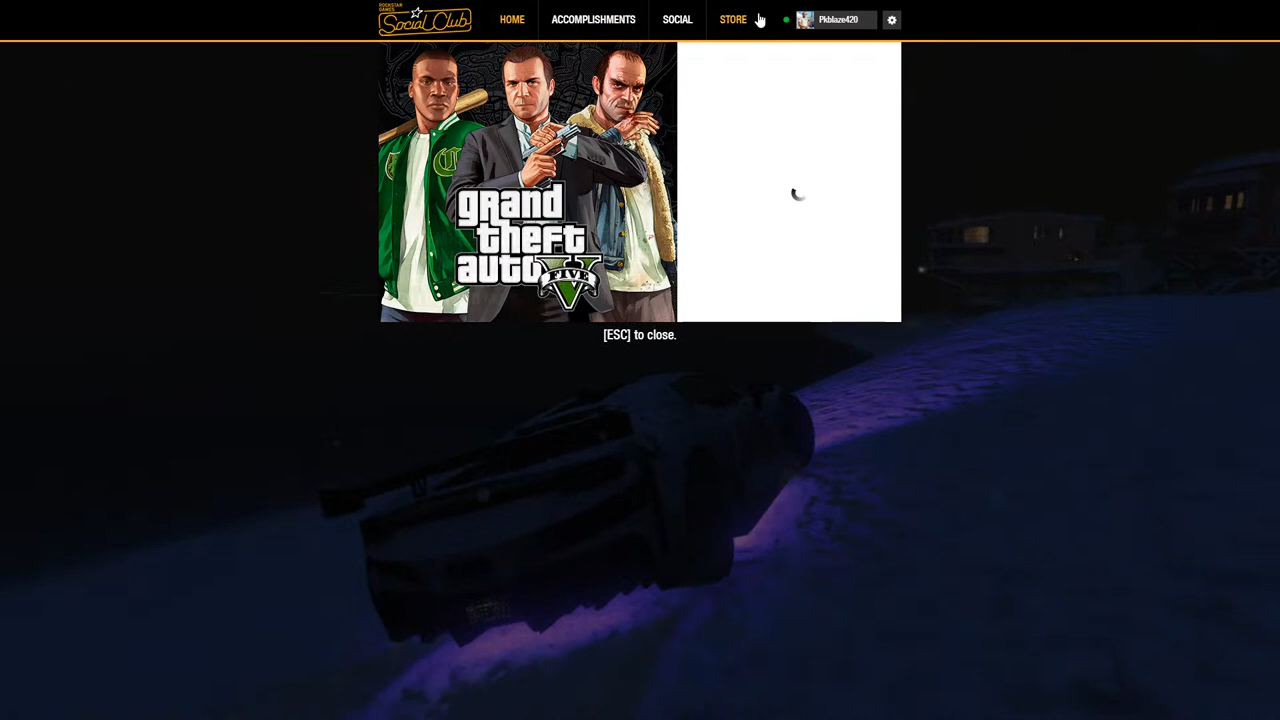 ROCKSTAR
GAMES
Social Club
HOME
ACCOMPLISHMENTS
SOCIAL
STORE
Pkblaze420
grand
theft
auto V
FIVE
[ESC] to close.